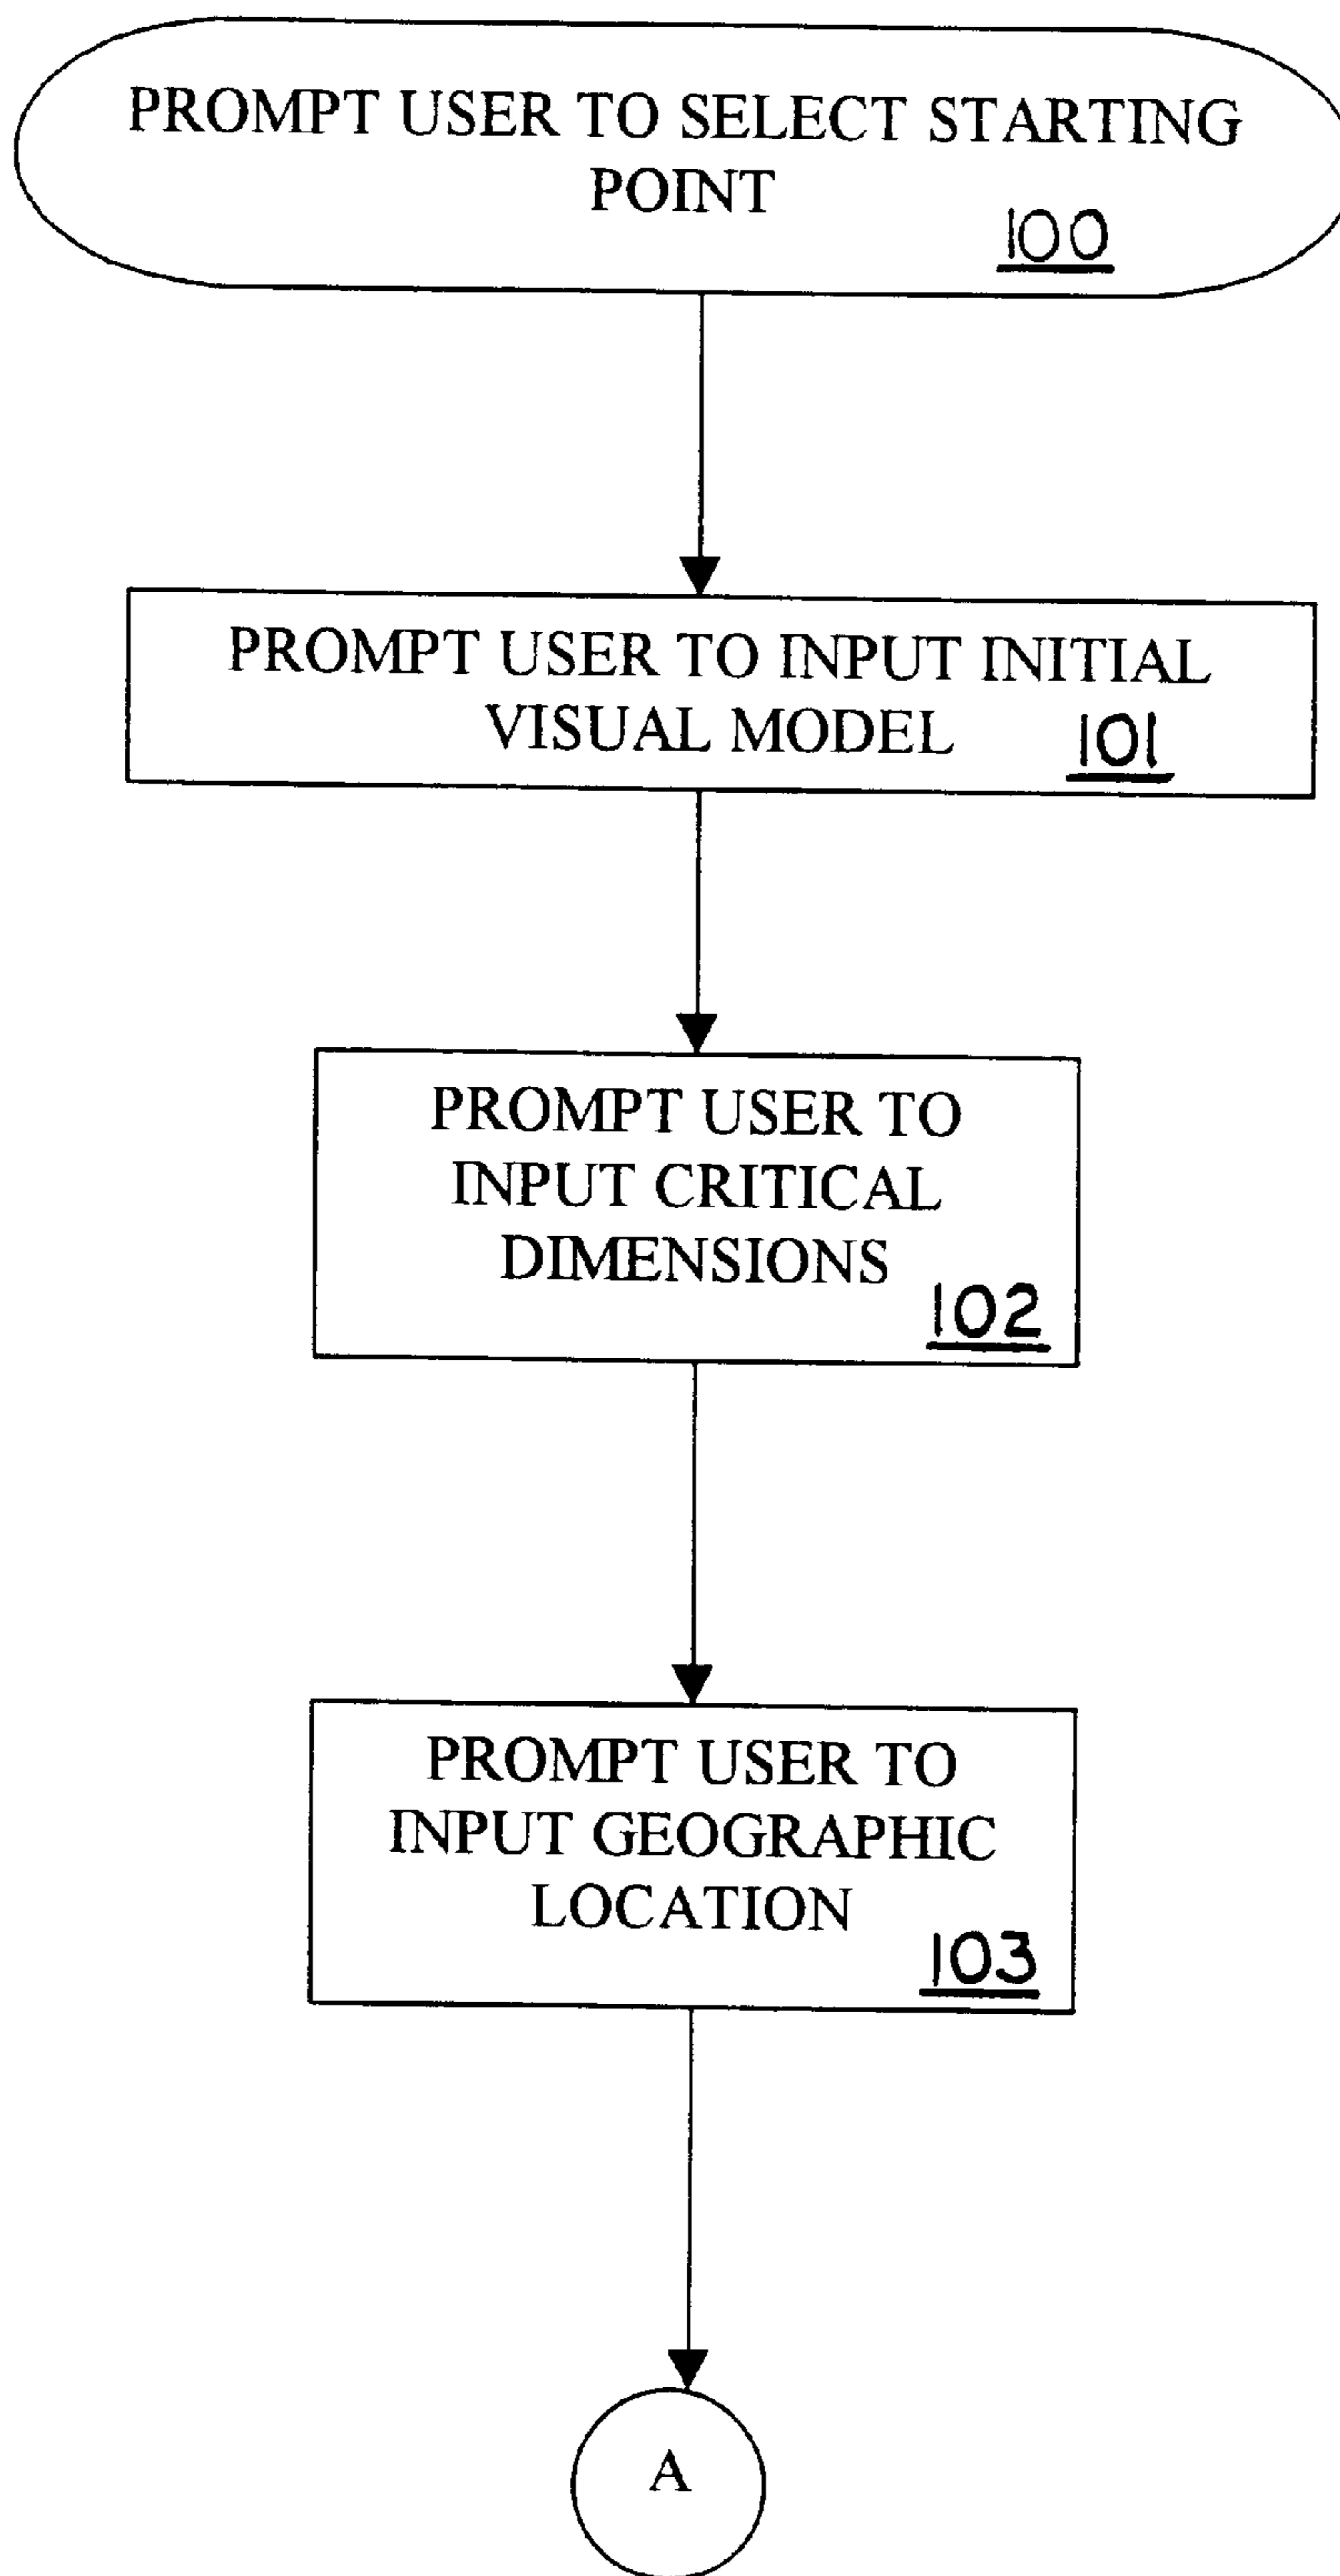 PROMPT USER TO SELECT STARTING
POINT
100
PROMPT USER TO INPUT INITIAL
VISUAL MODEL 101
PROMPT USER TO
INPUT CRITICAL
DIMENSIONS
102
PROMPT USER TO
INPUT GEOGRAPHIC
LOCATION
103
A